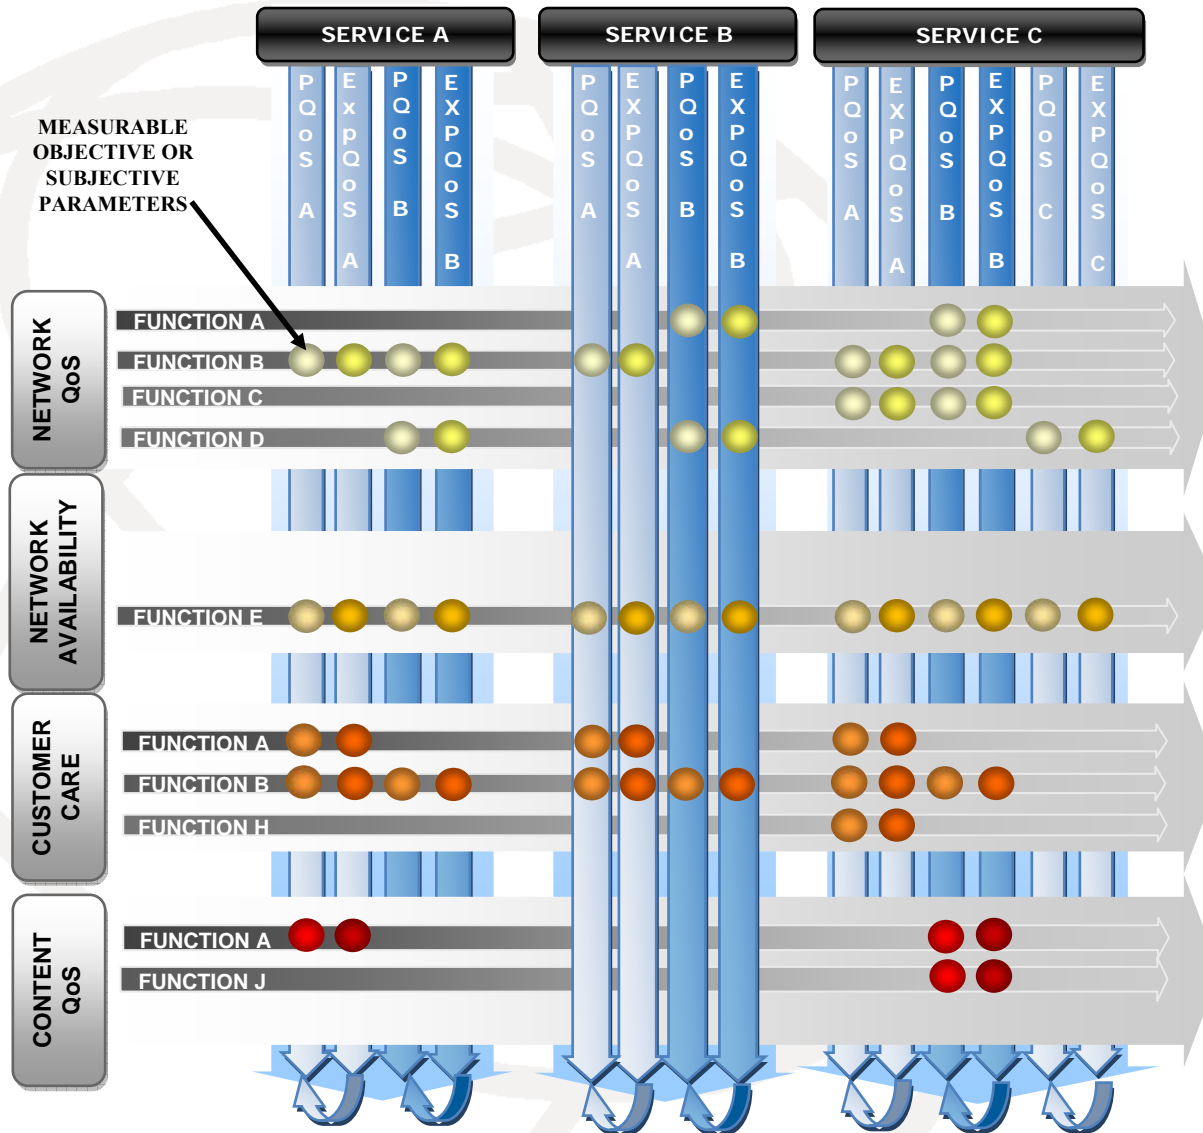 SERVICE A
SERVICE B
SERVICE C
PQoS A
ExpQoS A
PQoS B
EXPQoS B
PQoS A
EXPQoS A
PQoS B
EXPQoS B
PQoS A
EXPQoS A
PQoS B
EXPQoS B
PQoS C
EXPQoS C
MEASURABLE
OBJECTIVE OR
SUBJECTIVE
PARAMETERS
NETWORK
QoS
FUNCTION A
FUNCTION B
FUNCTION C
FUNCTION D
NETWORK
AVAILABILITY
FUNCTION E
CUSTOMER
CARE
FUNCTION A
FUNCTION B
FUNCTION H
CONTENT
QoS
FUNCTION A
FUNCTION J